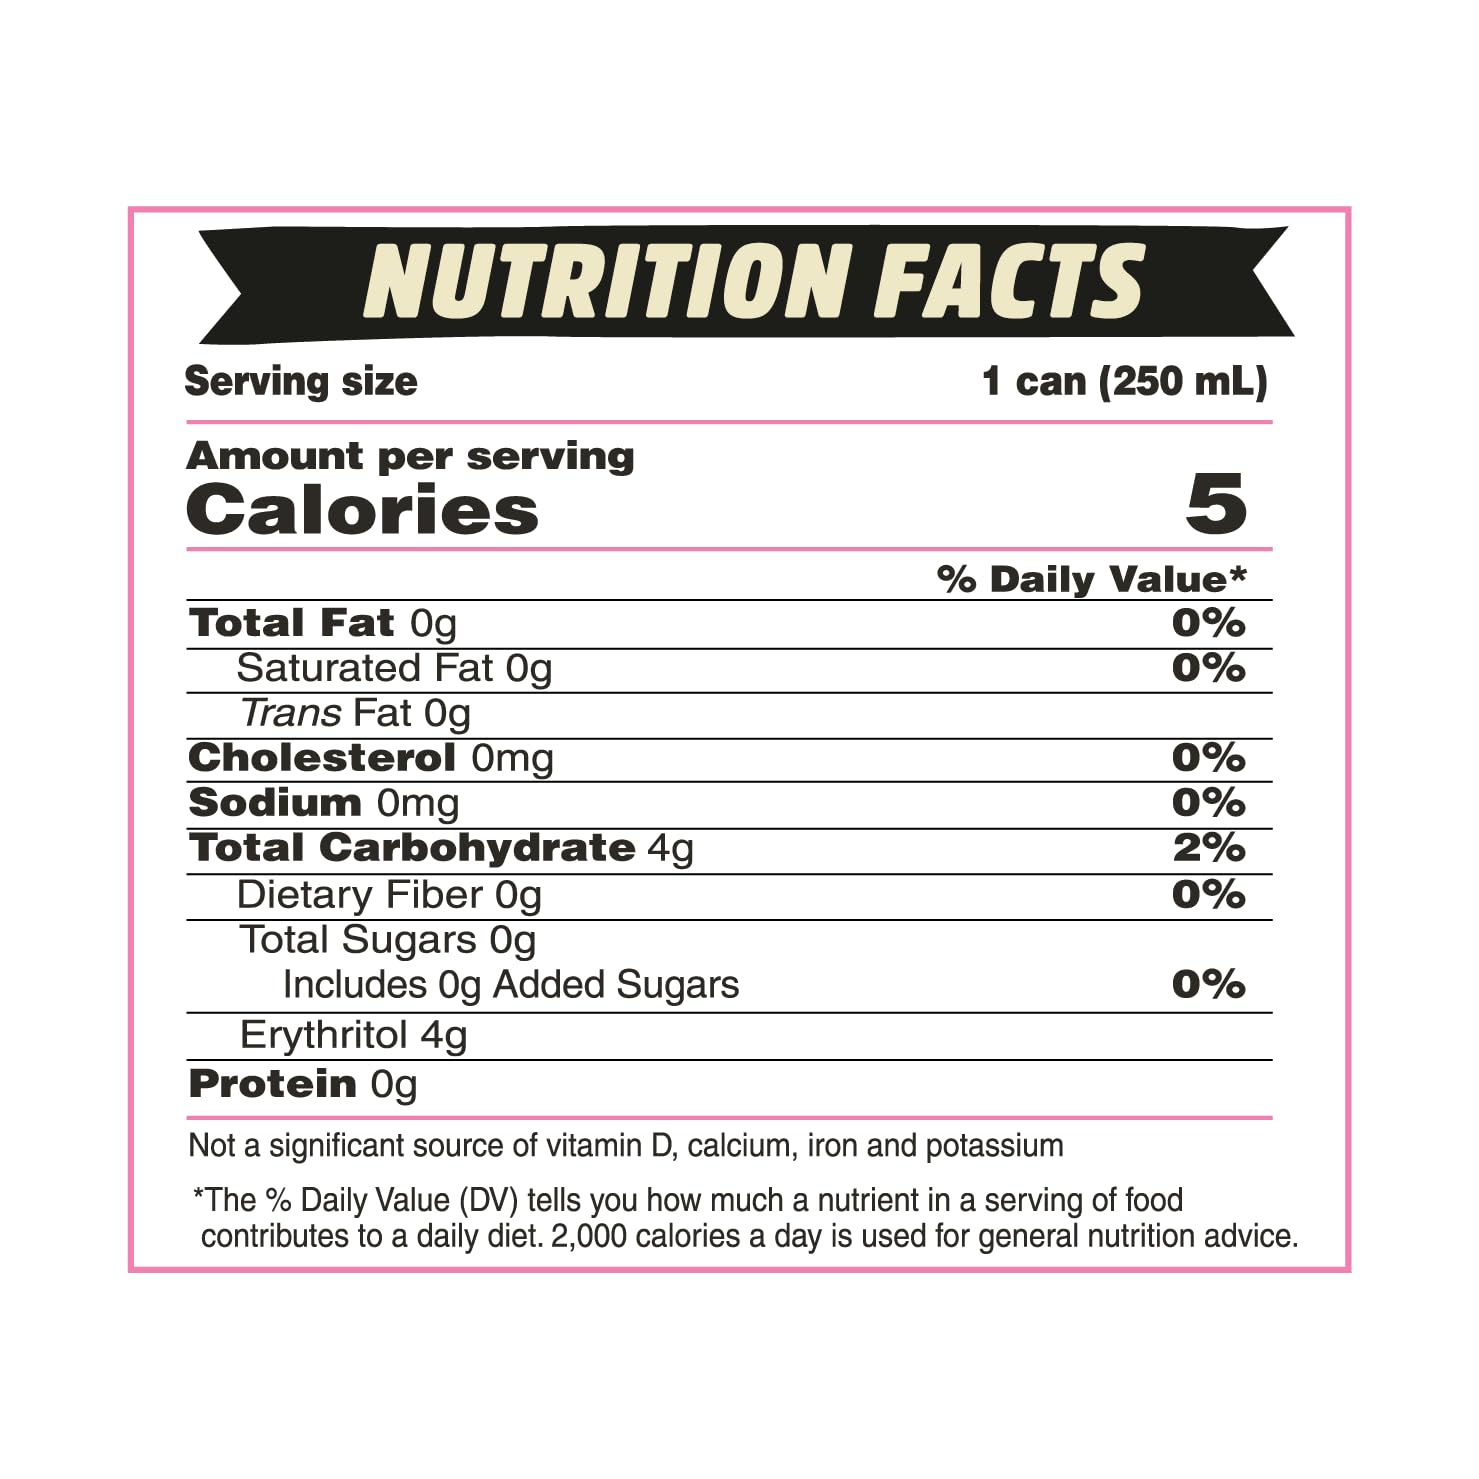 NUTRITION FACTS
Serving size 1 can (250 mL)
Amount per serving
Calories 5
% Daily Value*
Total Fat 0g 0%
Saturated Fat 0g 0%
Trans Fat 0g
Cholesterol 0mg 0%
Sodium 0mg 0%
Total Carbohydrate 4g 2%
Dietary Fiber 0g 0%
Total Sugars 0g
Includes 0g Added Sugars 0%
Erythritol 4g
Protein 0g
Not a significant source of vitamin D, calcium, iron and potassium
*The % Daily Value (DV) tells you how much a nutrient in a serving of food
contributes to a daily diet. 2,000 calories a day is used for general nutrition advice.